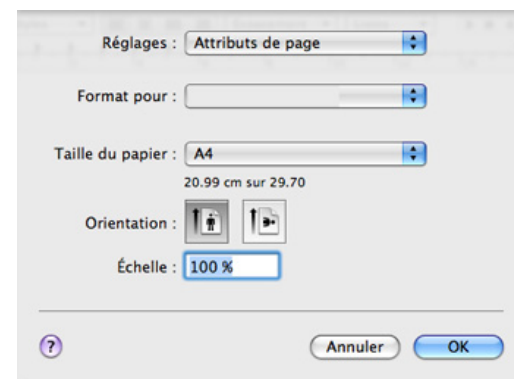 Réglages : Attributs de page
Format pour :
Taille du papier : A4
20.99 cm sur 29.70
Orientation :
Échelle : 100 %
? Annuler OK